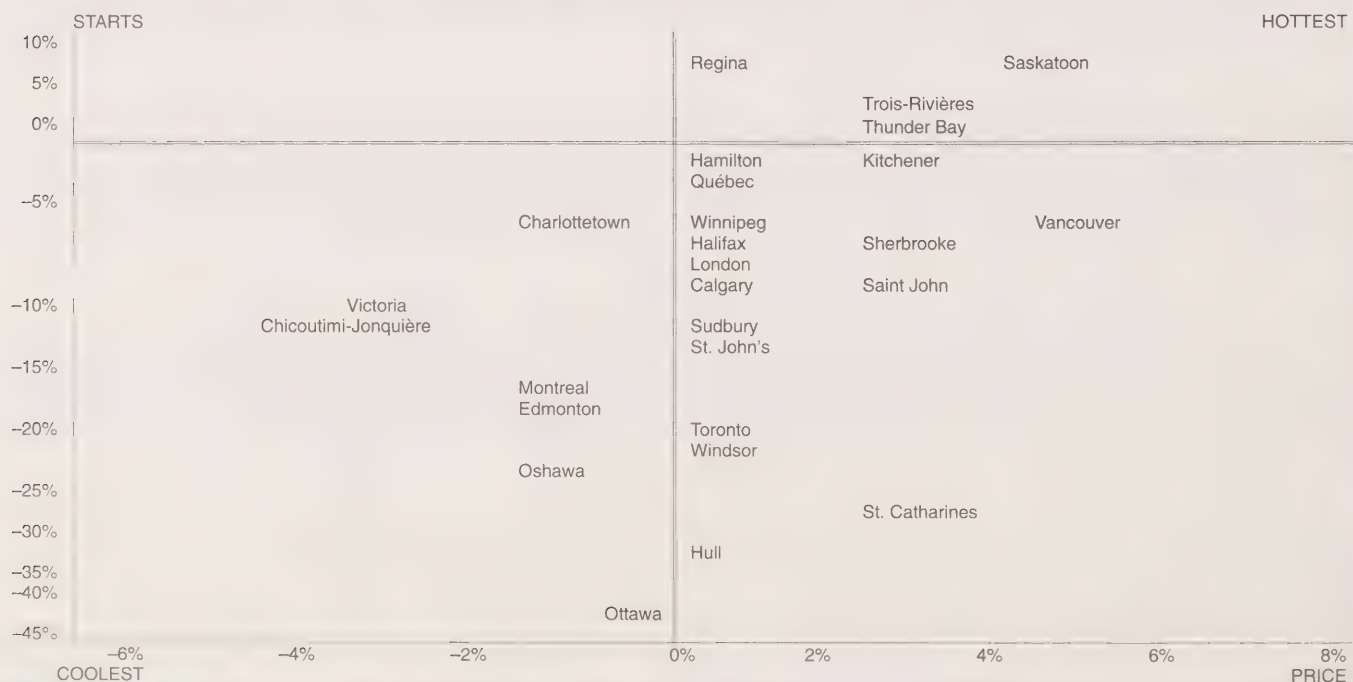 STARTS HOTTEST
10%
Regina Saskatoon
5%
Trois-Rivières
0% Thunder Bay
Hamilton Kitchener
Québec
–5%
Charlottetown Winnipeg Vancouver
Halifax Sherbrooke
London
Calgary Saint John
–10% Victoria
Chicoutimi-Jonquière Sudbury
St. John's
–15%
Montreal
Edmonton
–20% Toronto
Windsor
Oshawa
–25%
St. Catharines
–30%
Hull
–35%
–40%
Ottawa
–45%
–6% –4% –2% 0% 2% 4% 6% 8%
COOLEST PRICE